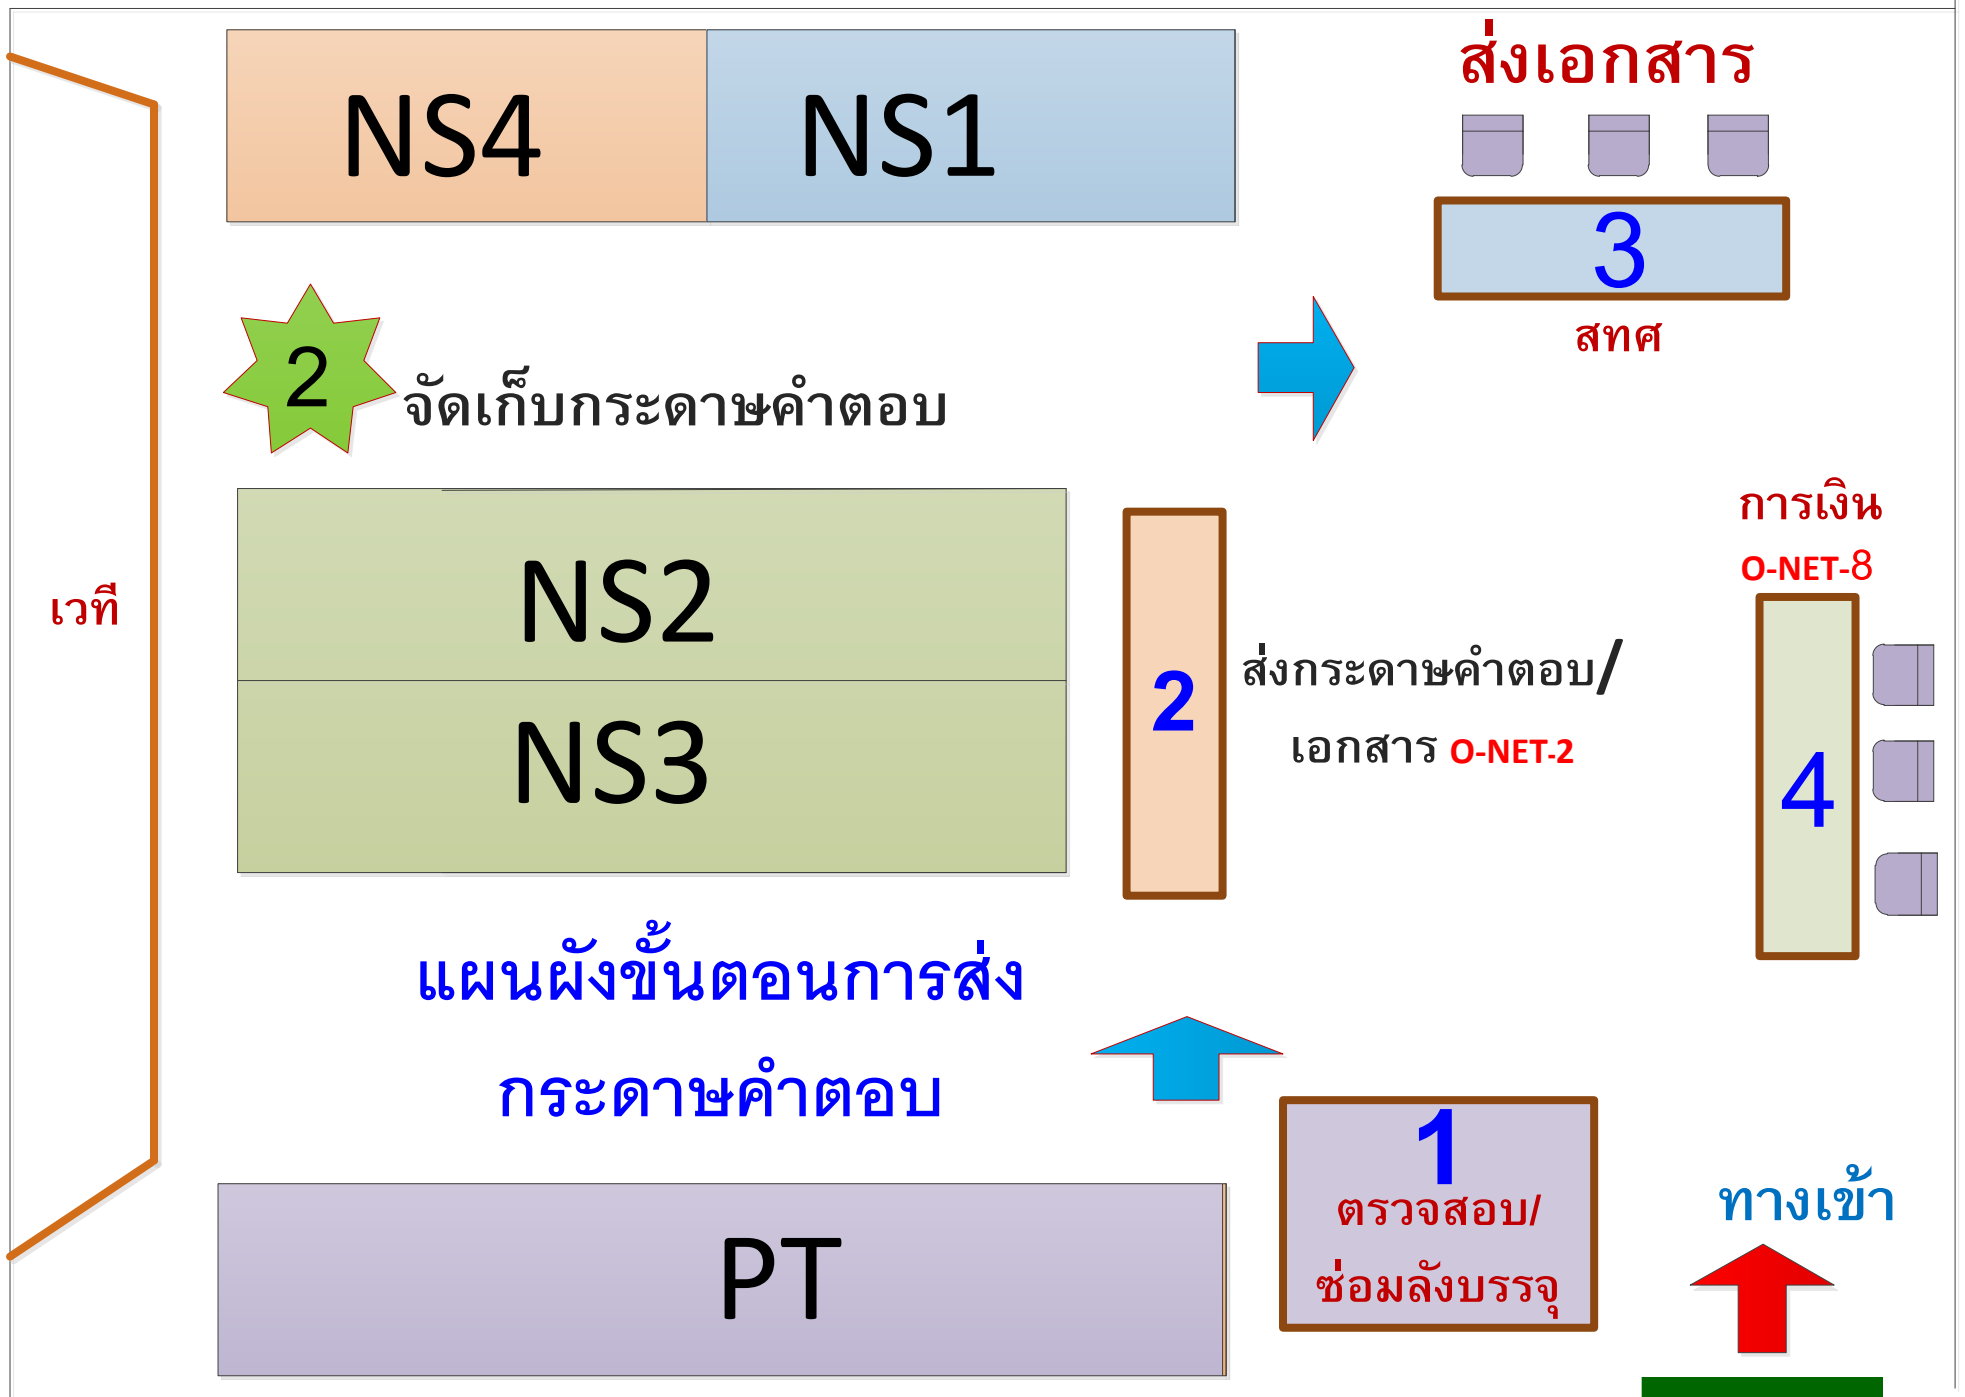 NS4 NS1
ส่งเอกสาร
3
สทศ
2
จัดเก็บกระดาษคำตอบ
การเงิน
O-NET-8
เวที
NS2
NS3
2
ส่งกระดาษคำตอบ/
เอกสาร O-NET-2
4
แผนผังขั้นตอนการส่ง
กระดาษคำตอบ
1
ตรวจสอบ/
ซ่อมลังบรรจุ
ทางเข้า
PT